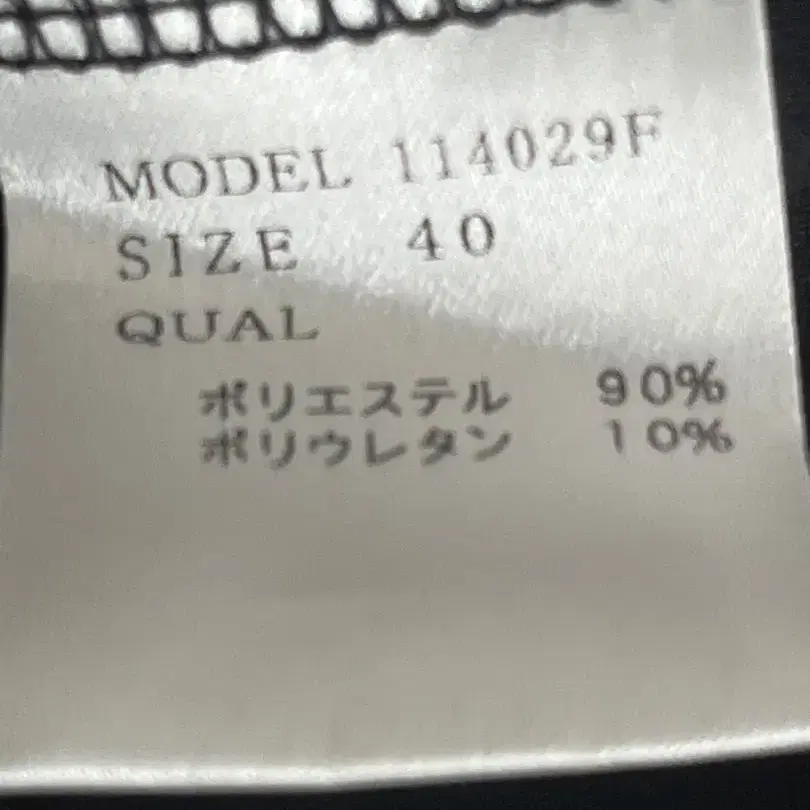 MODEL 114029F
SIZE 40
QUAL
ポリエステル 90%
ポリウレタン 10%